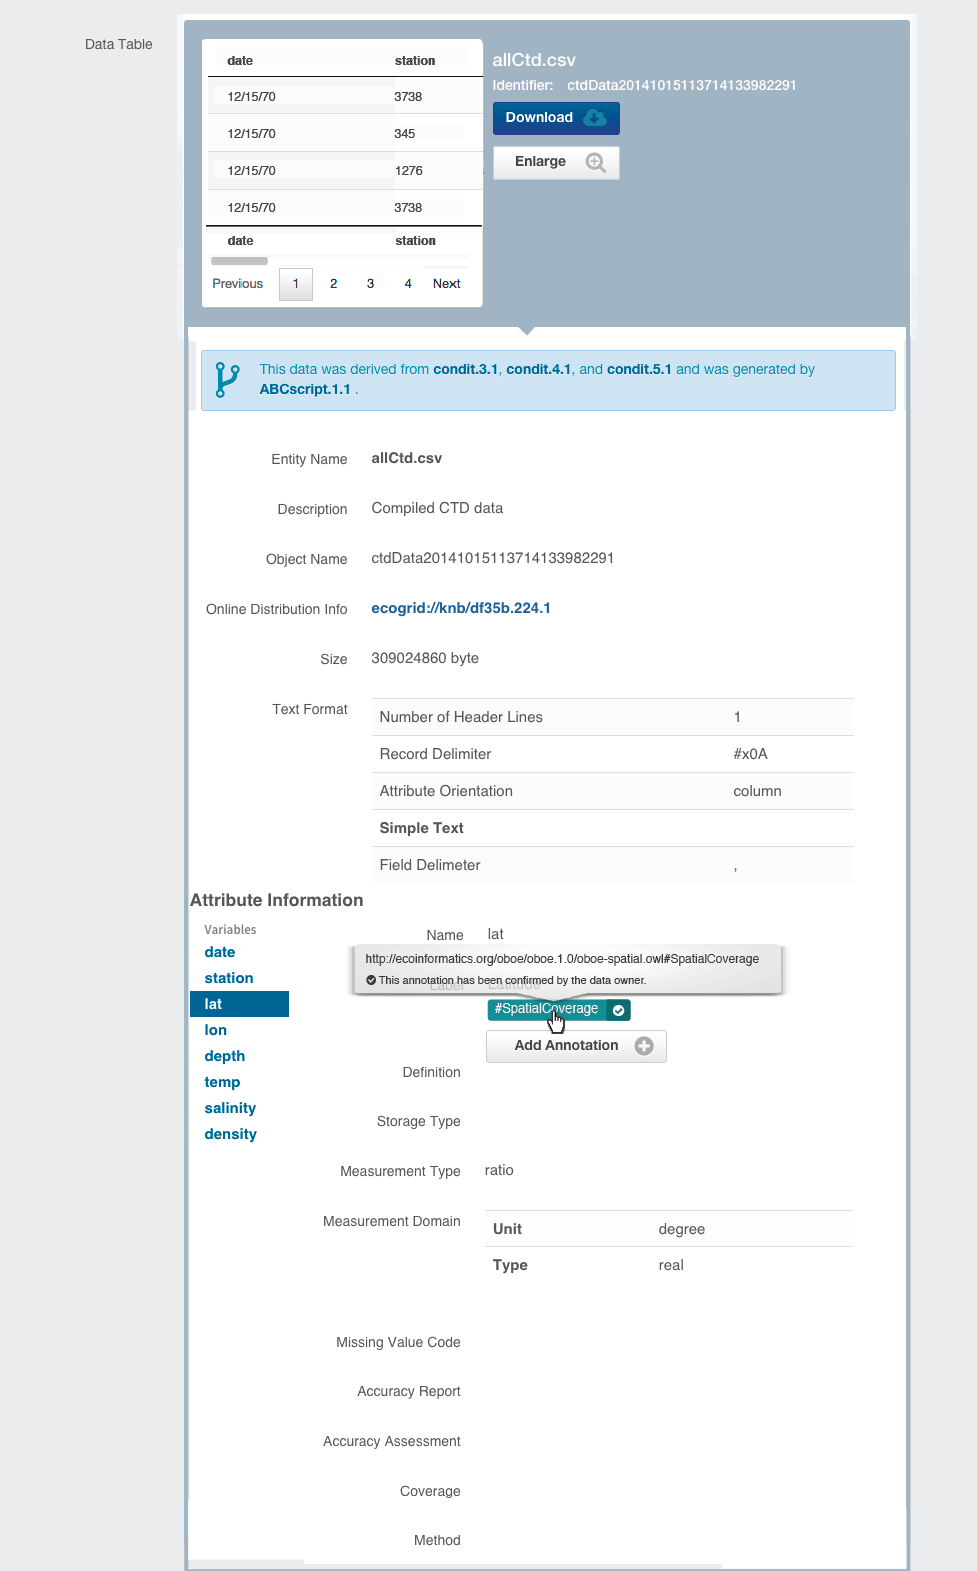 Data Table
date station
12/15/70 3738
12/15/70 345
12/15/70 1276
12/15/70 3738
date station
Previous 1 2 3 4 Next
allCtd.csv
Identifier: ctdData20141015113714133982291
Download
Enlarge
This data was derived from condit.3.1, condit.4.1, and condit.5.1 and was generated by
ABCscript.1.1 .
Entity Name allCtd.csv
Description Compiled CTD data
Object Name ctdData20141015113714133982291
Online Distribution Info ecogrid://knb/df35b.224.1
Size 309024860 byte
Text Format
Number of Header Lines 1
Record Delimiter #x0A
Attribute Orientation column
Simple Text
Field Delimeter ,
Attribute Information
Variables
date
station
lat
lon
depth
temp
salinity
density
Name lat
http://ecoinformatics.org/oboe/oboe.1.0/oboe-spatial.owl#SpatialCoverage
This annotation has been confirmed by the data owner.
Label Latitude
#SpatialCoverage
Add Annotation
Definition
Storage Type
Measurement Type ratio
Measurement Domain
Unit degree
Type real
Missing Value Code
Accuracy Report
Accuracy Assessment
Coverage
Method